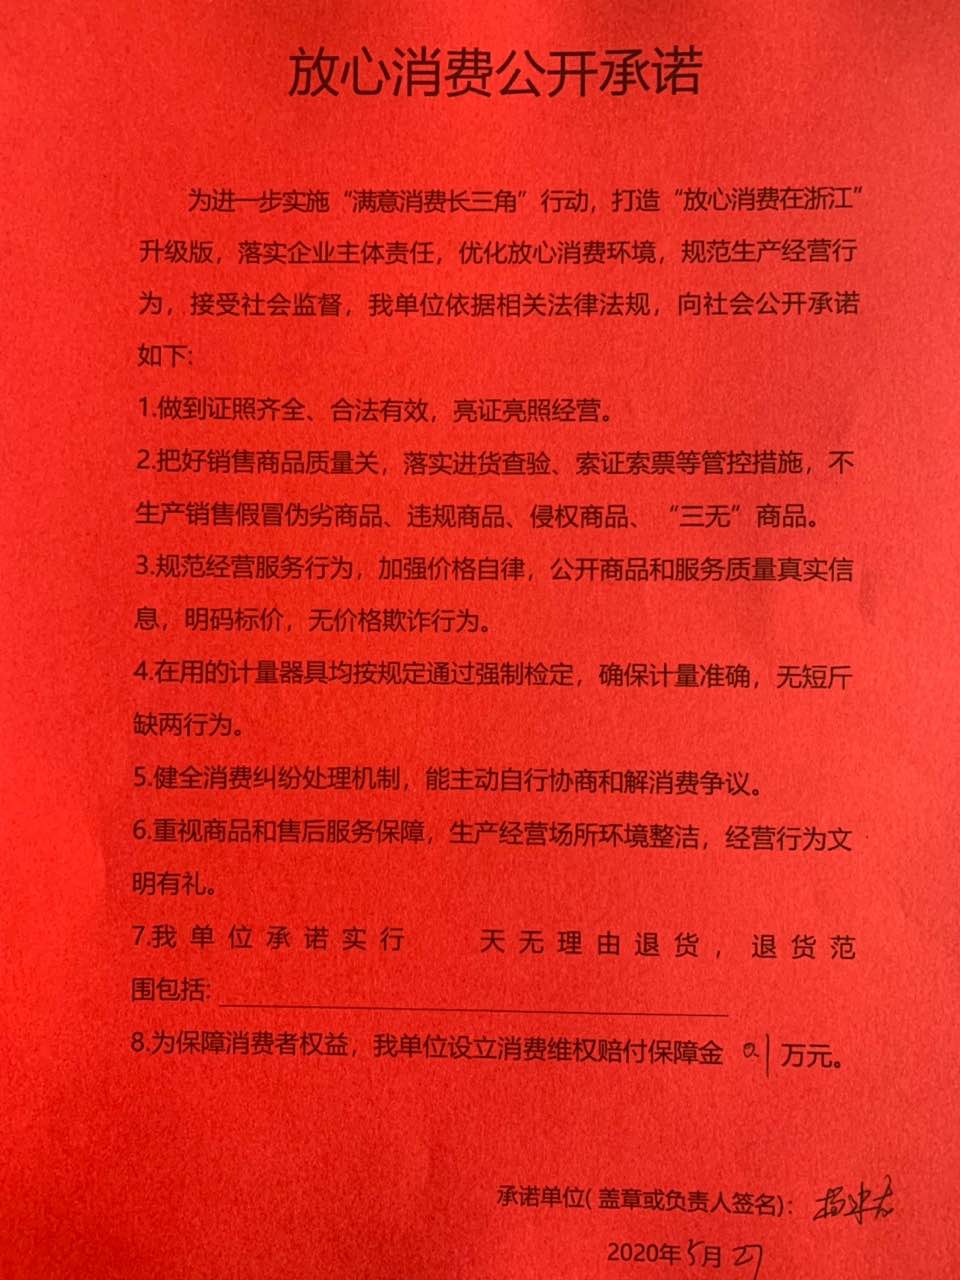 放心消费公开承诺
为进一步实施“满意消费长三角”行动，打造“放心消费在浙江”
升级版，落实企业主体责任，优化放心消费环境，规范生产经营行
为，接受社会监督，我单位依据相关法律法规，向社会公开承诺
如下:
1.做到证照齐全、合法有效，亮证亮照经营。
2.把好销售商品质量关，落实进货查验、索证索票等管控措施，不
生产销售假冒伪劣商品、违规商品、侵权商品、“三无”商品。
3.规范经营服务行为，加强价格自律，公开商品和服务质量真实信
息，明码标价，无价格欺诈行为。
4.在用的计量器具均按规定通过强制检定，确保计量准确，无短斤
缺两行为。
5.健全消费纠纷处理机制，能主动自行协商和解消费争议。
6.重视商品和售后服务保障，生产经营场所环境整洁，经营行为文
明有礼。
7.我单位承诺实行 天无理由退货，退货范
围包括:
8.为保障消费者权益，我单位设立消费维权赔付保障金 0.1 万元。
承诺单位(盖章或负责人签名):
2020年5月27